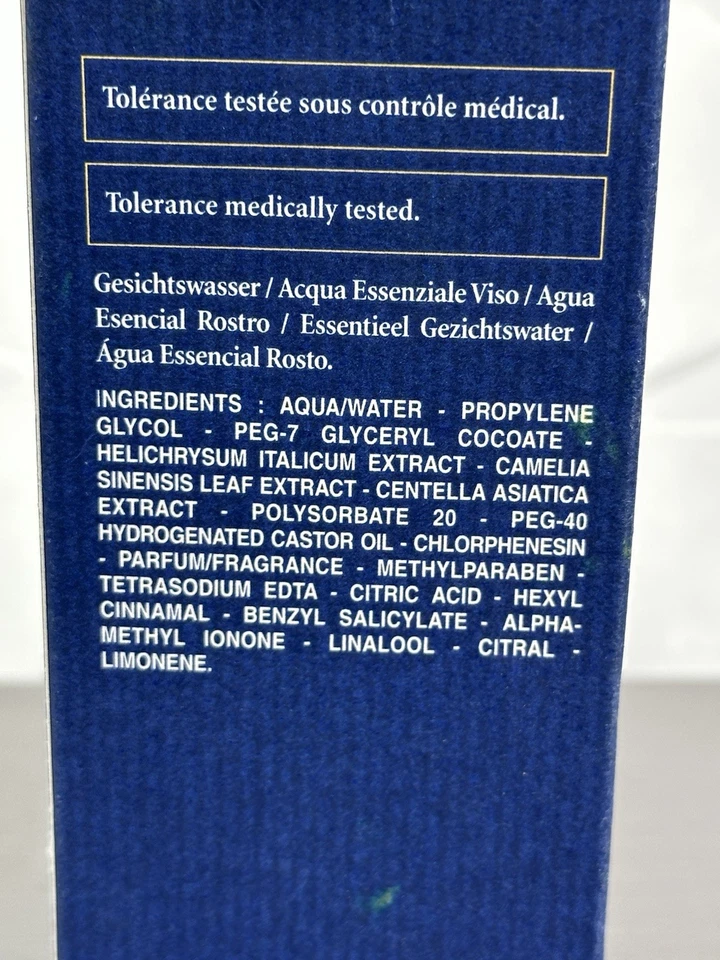 Tolérance testée sous contrôle médical.
Tolerance medically tested.
Gesichtswasser / Acqua Essenziale Viso / Agua
Esencial Rostro / Essentieel Gezichtswater /
Água Essencial Rosto.
INGREDIENTS : AQUA/WATER - PROPYLENE
GLYCOL - PEG-7 GLYCERYL COCOATE -
HELICHRYSUM ITALICUM EXTRACT - CAMELIA
SINENSIS LEAF EXTRACT - CENTELLA ASIATICA
EXTRACT - POLYSORBATE 20 - PEG-40
HYDROGENATED CASTOR OIL - CHLORPHENESIN
- PARFUM/FRAGRANCE - METHYLPARABEN -
TETRASODIUM EDTA - CITRIC ACID - HEXYL
CINNAMAL - BENZYL SALICYLATE - ALPHA-
METHYL IONONE - LINALOOL - CITRAL -
LIMONENE.